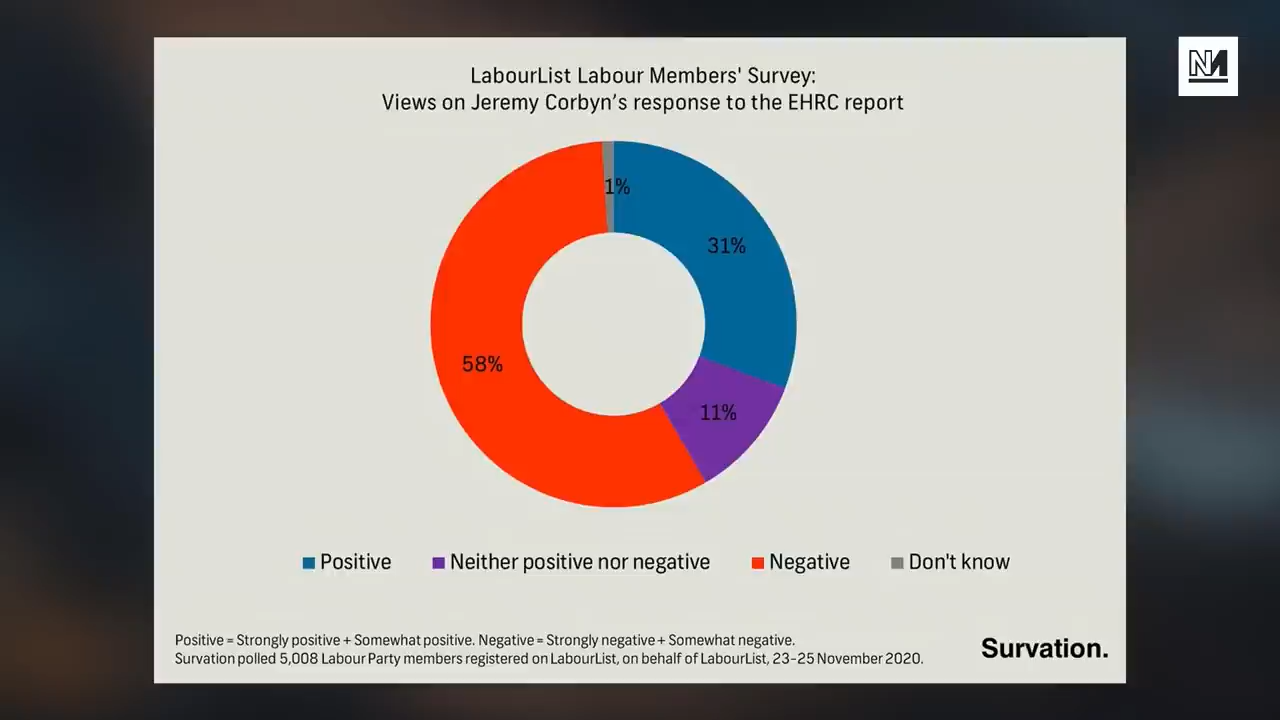 LabourList Labour Members' Survey:
Views on Jeremy Corbyn's response to the EHRC report
1%
31%
58%
11%
Positive
Neither positive nor negative
Negative
Don't know
Positive = Strongly positive + Somewhat positive. Negative = Strongly negative + Somewhat negative.
Survation polled 5,008 Labour Party members registered on LabourList, on behalf of LabourList, 23-25 November 2020.
Survation.